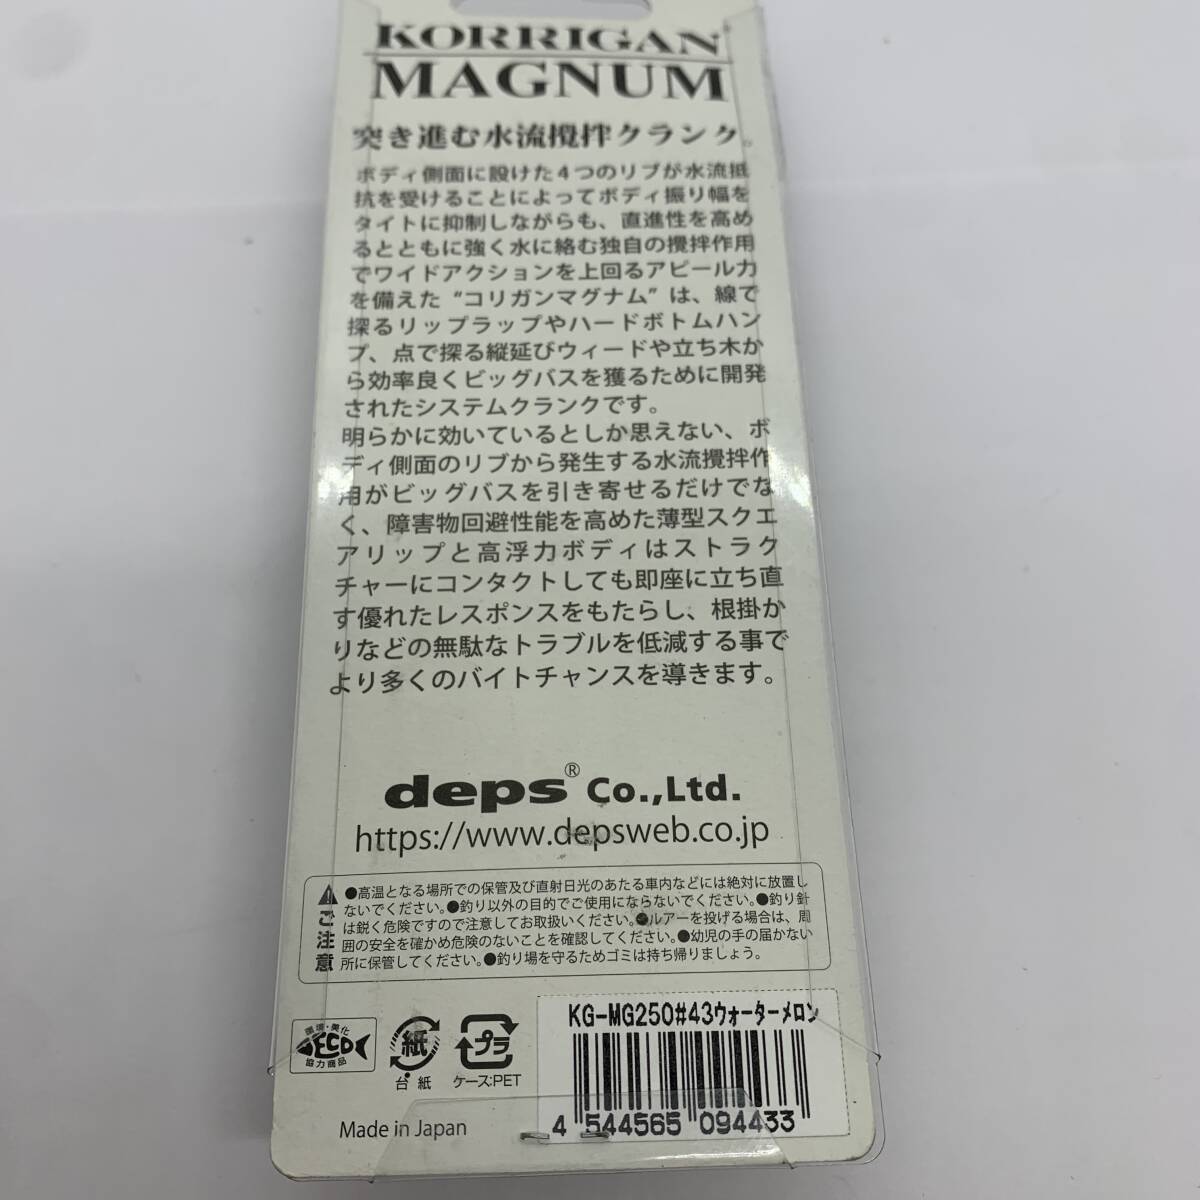 KORRIGAN®
MAGNUM
突き進む水流攪拌クランク。
ボディ側面に設けた4つのリブが水流抵
抗を受けることによってボディ振り幅を
タイトに抑制しながらも、直進性を高め
るとともに強く水に絡む独自の攪拌作用
でワイドアクションを上回るアピール力
を備えた“コリガンマグナム”は、線で
探るリップラップやハードボトムハン
プ、点で探る縦延びウィードや立ち木か
ら効率良くビッグバスを獲るために開発
されたシステムクランクです。
明らかに効いているとしか思えない、ボ
ディ側面のリブから発生する水流攪拌作
用がビッグバスを引き寄せるだけでな
く、障害物回避性能を高めた薄型スクエ
アリップと高浮力ボディはストラク
チャーにコンタクトしても即座に立ち直
す優れたレスポンスをもたらし、根掛か
りなどの無駄なトラブルを低減する事で
より多くのバイトチャンスを導きます。
deps® Co.,Ltd.
https://www.depsweb.co.jp
ご注意
●高温となる場所での保管及び直射日光のあたる車内などには絶対に放置し
ないでください。●釣り以外の目的でご使用にならないでください。●釣り針
は鋭く危険ですので注意してお取扱いください。●ルアーを投げる場合は、周
囲の安全を確かめ危険のないことを確認してください。●幼児の手の届かない
所に保管してください。●釣り場を守るためゴミは持ち帰りましょう。
環境・美化
ECO
協力商品
紙
台紙
プラ
ケース:PET
KG-MG250#43ウォーターメロン
4 544565 094433
Made in Japan